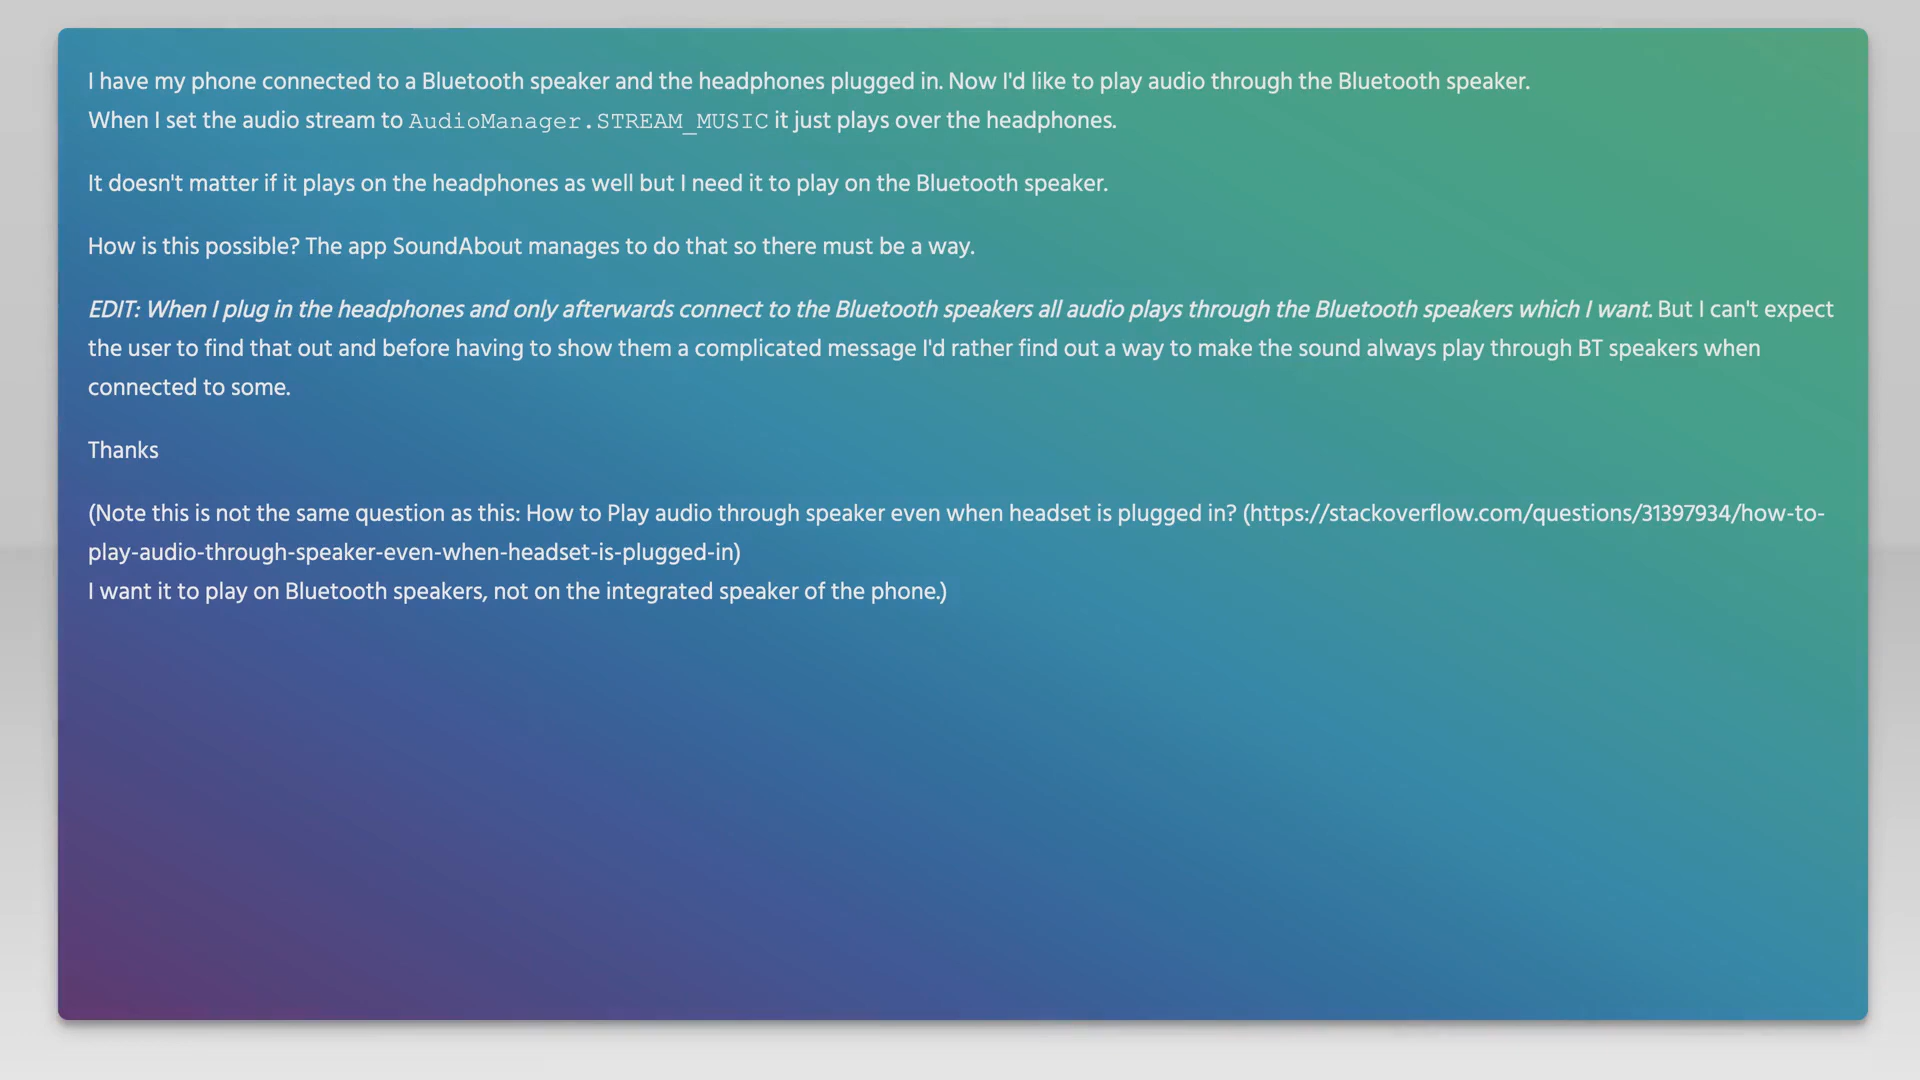 I have my phone connected to a Bluetooth speaker and the headphones plugged in. Now I'd like to play audio through the Bluetooth speaker.
When I set the audio stream to AudioManager.STREAM_MUSIC it just plays over the headphones.
It doesn't matter if it plays on the headphones as well but I need it to play on the Bluetooth speaker.
How is this possible? The app SoundAbout manages to do that so there must be a way.
EDIT: When I plug in the headphones and only afterwards connect to the Bluetooth speakers all audio plays through the Bluetooth speakers which I want. But I can't expect
the user to find that out and before having to show them a complicated message I'd rather find out a way to make the sound always play through BT speakers when
connected to some.
Thanks
(Note this is not the same question as this: How to Play audio through speaker even when headset is plugged in? (https://stackoverflow.com/questions/31397934/how-to-
play-audio-through-speaker-even-when-headset-is-plugged-in)
I want it to play on Bluetooth speakers, not on the integrated speaker of the phone.)